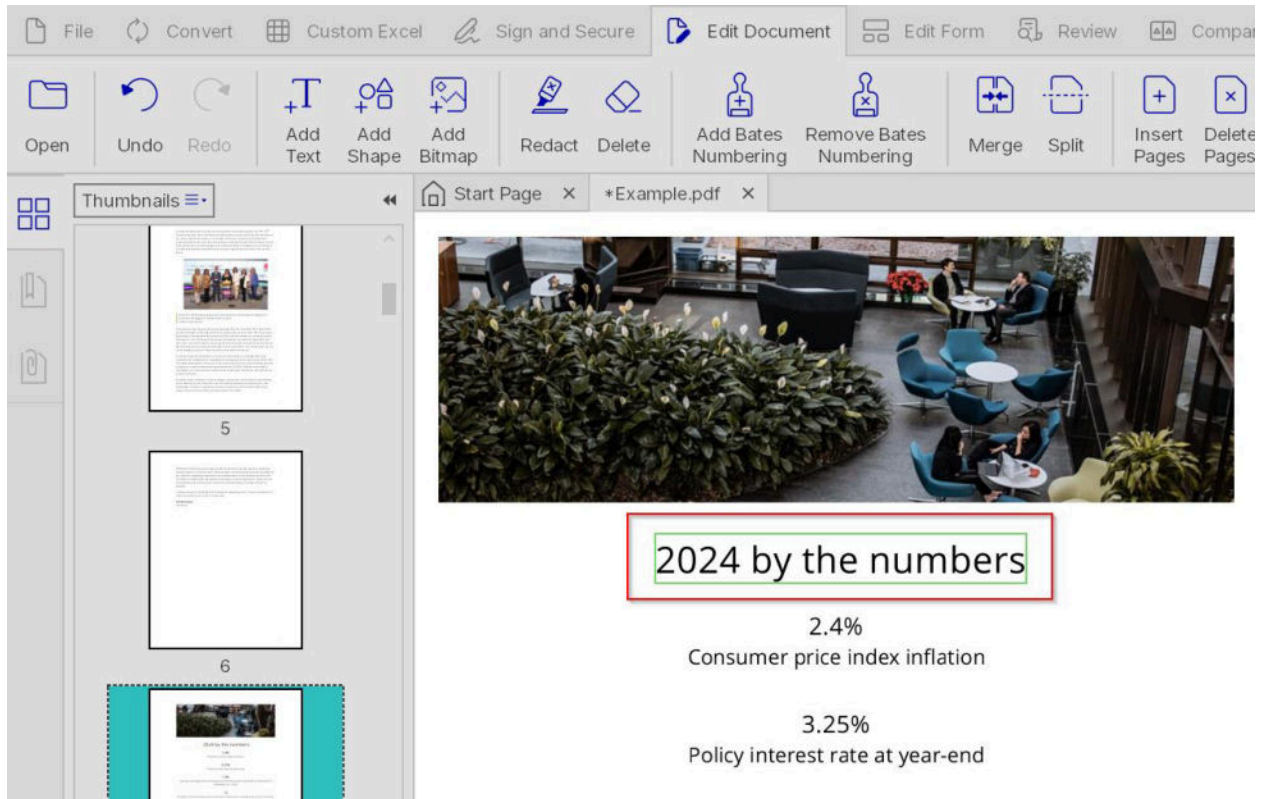 File Convert Custom Excel Sign and Secure Edit Document Edit Form Review Compar
Open Undo Redo Add Text Add Shape Add Bitmap Redact Delete Add Bates Numbering Remove Bates Numbering Merge Split Insert Pages Delete Pages
Thumbnails
Start Page *Example.pdf
5
6
2024 by the numbers
2.4%
Consumer price index inflation
3.25%
Policy interest rate at year-end